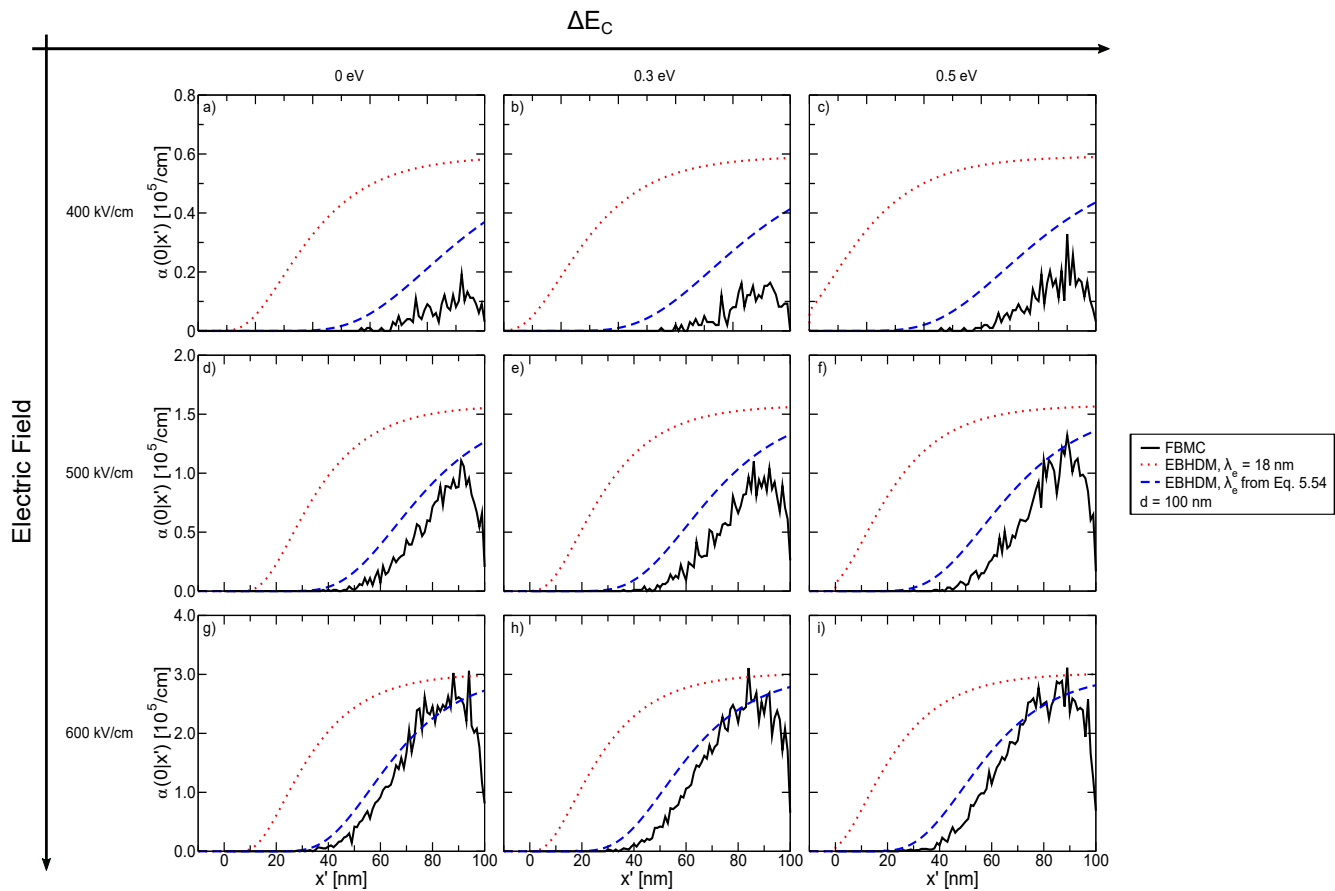 ΔE_C
0 eV 0.3 eV 0.5 eV
Electric Field
400 kV/cm
α (0|x') [10^5/cm]
0.8
0.6
0.4
0.2
0
a)
b)
c)
500 kV/cm
α (0|x') [10^5/cm]
2.0
1.5
1.0
0.5
0.0
d)
e)
f)
FBMC
EBHDM, λ_e = 18 nm
EBHDM, λ_e from Eq. 5.54
d = 100 nm
600 kV/cm
α (0|x') [10^5/cm]
4.0
3.0
2.0
1.0
0.0
g)
h)
i)
0 20 40 60 80 100
0 20 40 60 80 100
0 20 40 60 80 100
x' [nm]
x' [nm]
x' [nm]